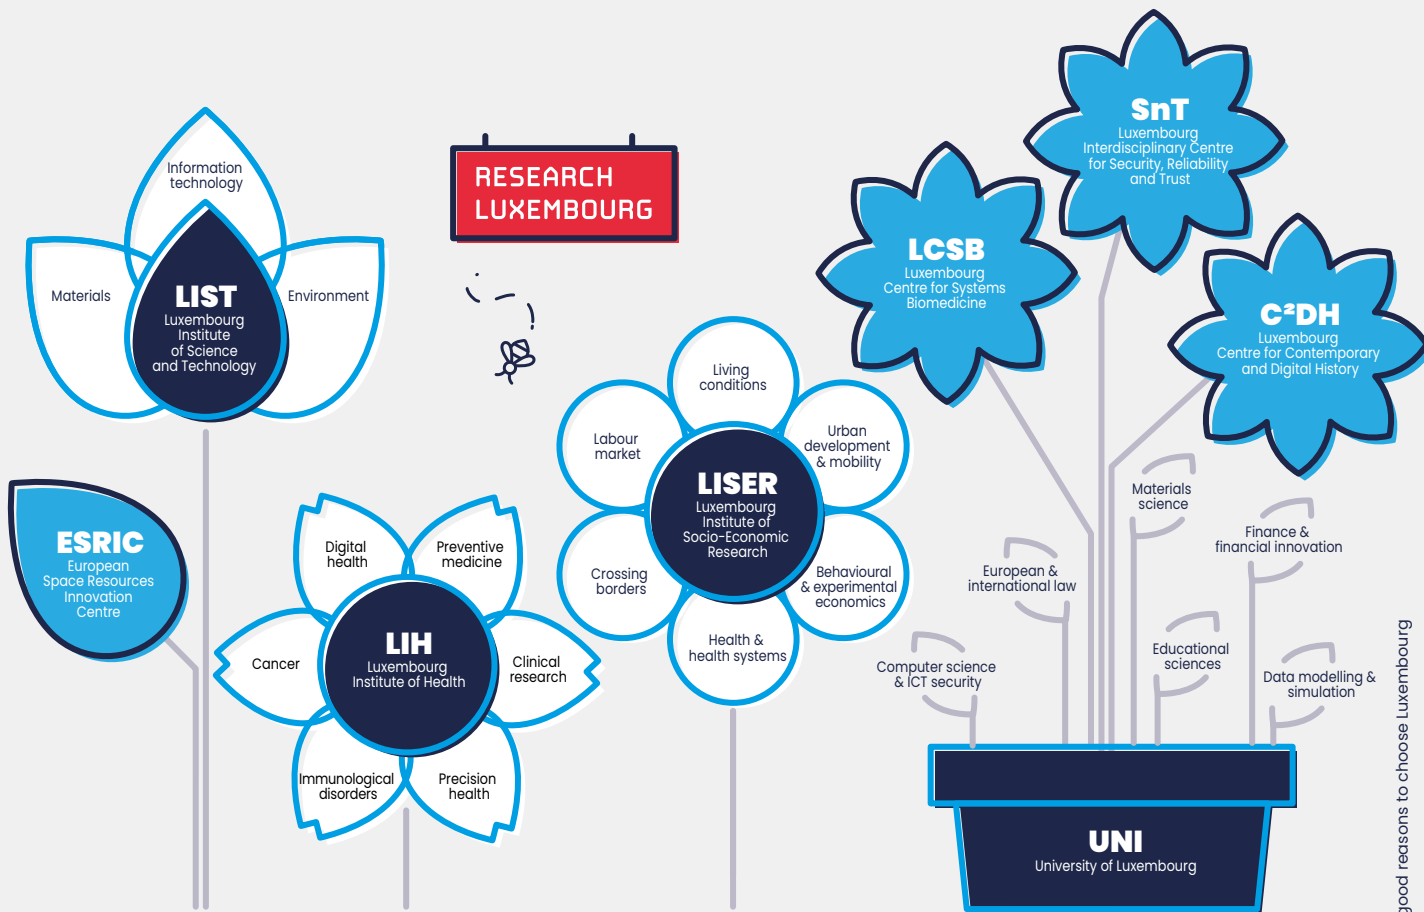 RESEARCH
LUXEMBOURG
Information
technology
Materials
Environment
LIST
Luxembourg
Institute
of Science
and Technology
ESRIC
European
Space Resources
Innovation
Centre
Digital
health
Preventive
medicine
Cancer
LIH
Luxembourg
Institute of Health
Clinical
research
Immunological
disorders
Precision
health
Living
conditions
Labour
market
Urban
development
& mobility
LISER
Luxembourg
Institute of
Socio-Economic
Research
Crossing
borders
Behavioural
& experimental
economics
Health &
health systems
SnT
Luxembourg
Interdisciplinary Centre
for Security, Reliability
and Trust
LCSB
Luxembourg
Centre for Systems
Biomedicine
C²DH
Luxembourg
Centre for Contemporary
and Digital History
Materials
science
Finance &
financial innovation
European &
international law
Educational
sciences
Computer science
& ICT security
Data modelling &
simulation
UNI
University of Luxembourg
good reasons to choose Luxembourg